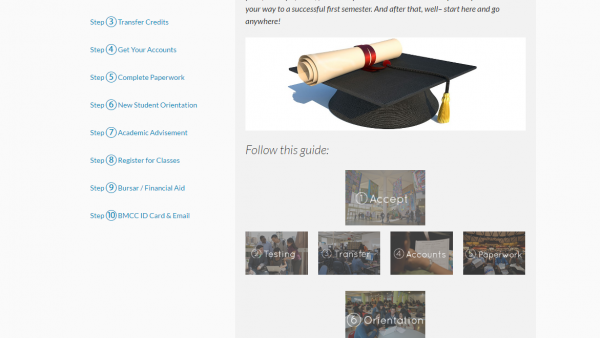 your way to a successful first semester. And after that, well– start here and go
anywhere!
Step ③ Transfer Credits
Step ④ Get Your Accounts
Step ⑤ Complete Paperwork
Step ⑥ New Student Orientation
Step ⑦ Academic Advisement
Step ⑧ Register for Classes
Step ⑨ Bursar / Financial Aid
Step ⑩ BMCC ID Card & Email
Follow this guide:
① Accept
② Testing
③ Transfer
④ Accounts
⑤ Paperwork
⑥ Orientation